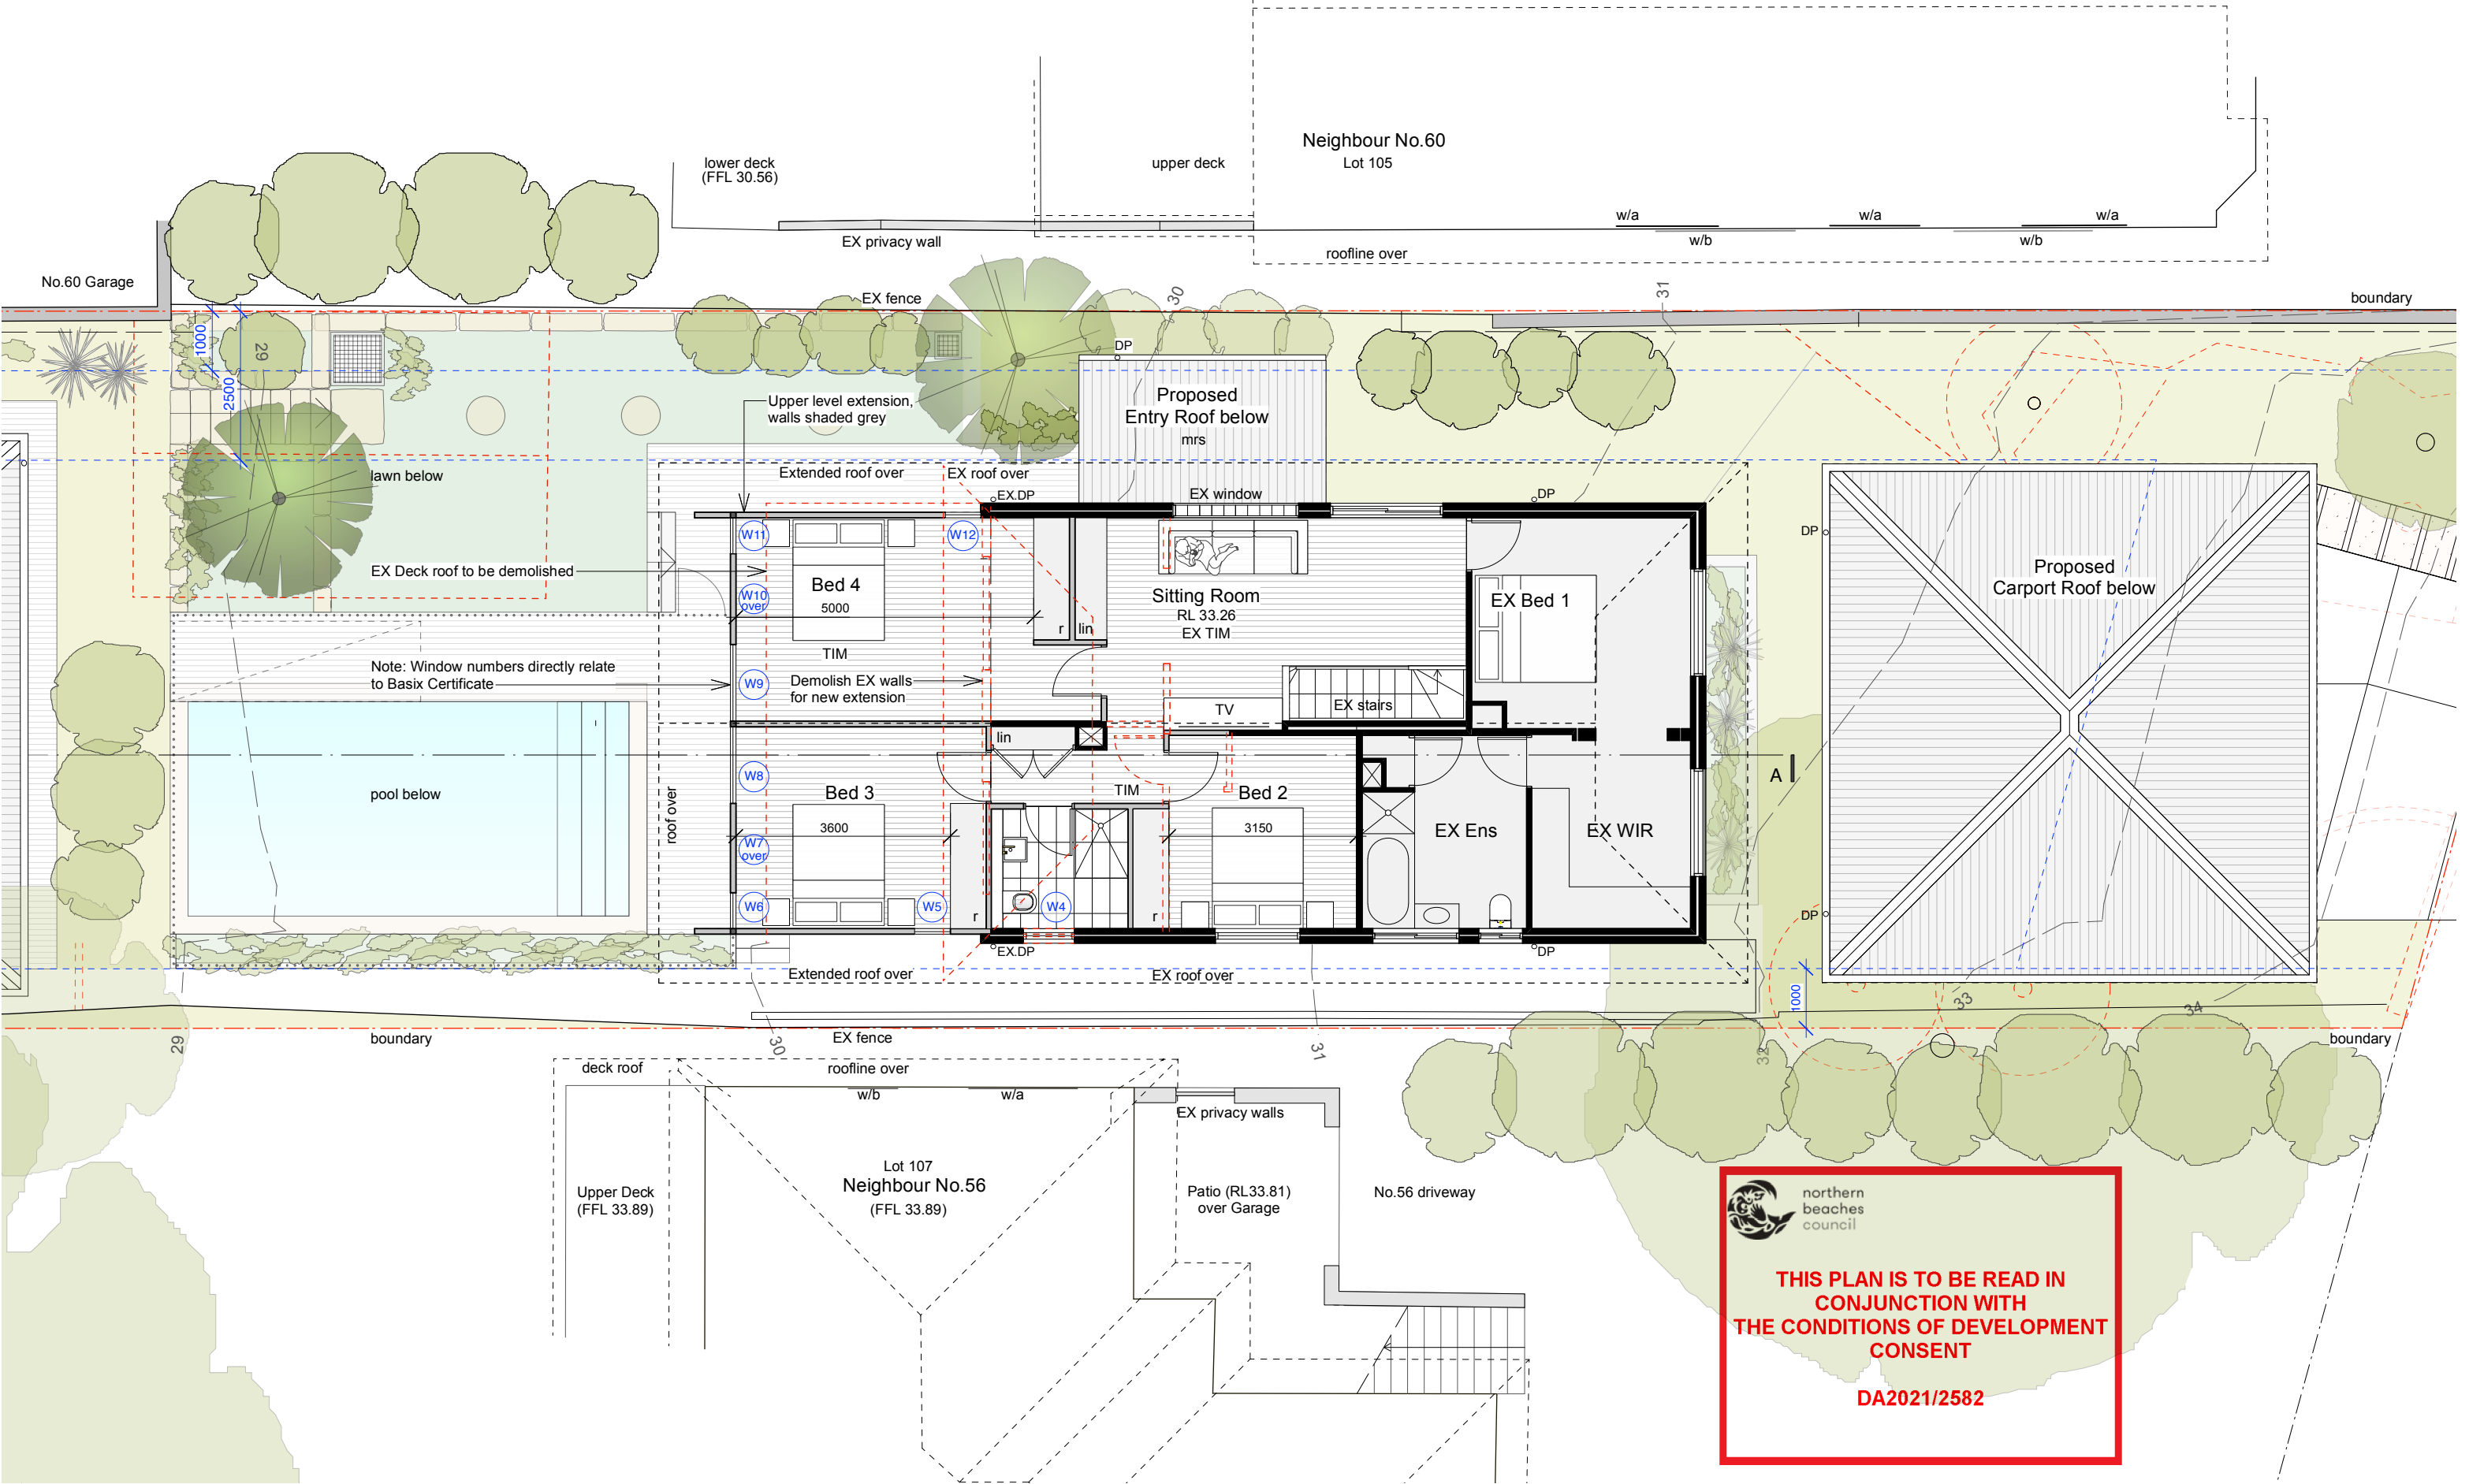 Neighbour No.60
Lot 105
lower deck
(FFL 30.56)
upper deck
w/a
w/a
w/a
EX privacy wall
w/b
w/b
roofline over
No.60 Garage
EX fence
30
31
boundary
1000
29
DP
2500
Upper level extension,
walls shaded grey
Proposed
Entry Roof below
mrs
lawn below
Extended roof over
EX roof over
EX.DP
EX window
DP
DP
W11
W12
EX Deck roof to be demolished
Bed 4
W10
over
5000
Sitting Room
RL 33.26
EX TIM
EX Bed 1
Proposed
Carport Roof below
r
lin
TIM
Note: Window numbers directly relate
to Basix Certificate
W9
Demolish EX walls
for new extension
TV
EX stairs
lin
W8
A
pool below
Bed 3
TIM
Bed 2
roof over
3600
3150
EX Ens
EX WIR
W7
over
W6
W5
r
W4
r
DP
EX.DP
DP
Extended roof over
EX roof over
1000
33
34
boundary
29
30
EX fence
31
32
boundary
deck roof
roofline over
w/b
w/a
EX privacy walls
Lot 107
Neighbour No.56
(FFL 33.89)
Upper Deck
(FFL 33.89)
Patio (RL33.81)
over Garage
No.56 driveway
northern
beaches
council
THIS PLAN IS TO BE READ IN
CONJUNCTION WITH
THE CONDITIONS OF DEVELOPMENT
CONSENT
DA2021/2582